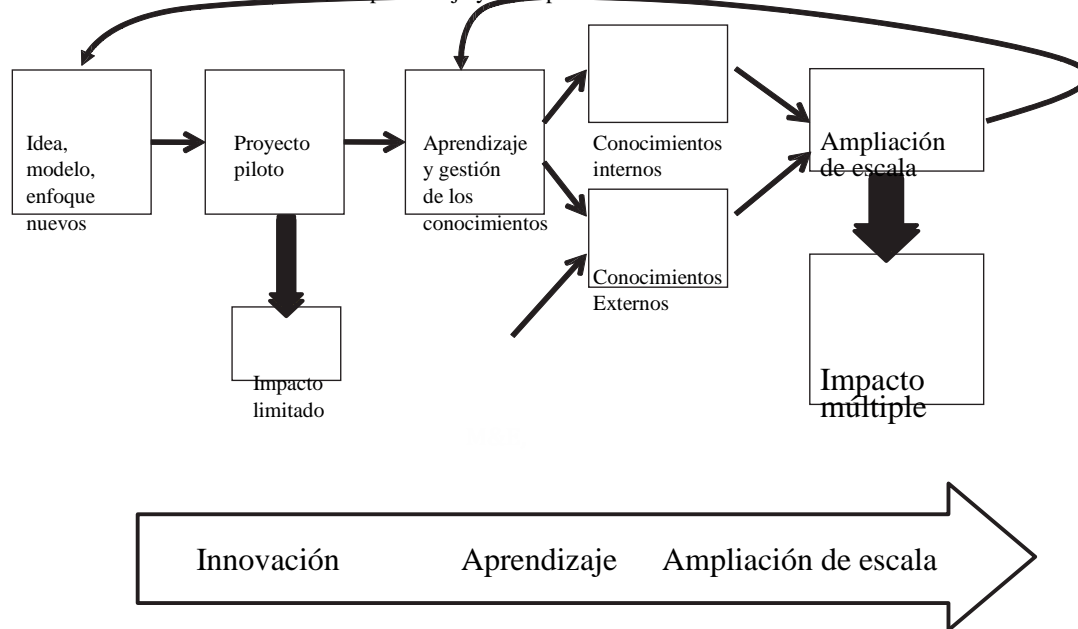 Idea,
modelo,
enfoque
nuevos
Proyecto
piloto
Aprendizaje
y gestión
de los
conocimientos
Conocimientos
internos
Conocimientos
Externos
Ampliación
de escala
Impacto
limitado
Impacto
múltiple
Innovación
Aprendizaje
Ampliación de escala